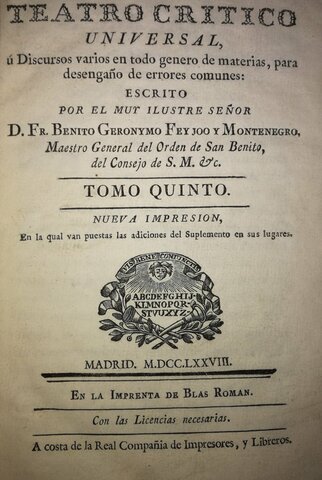 TEATRO CRITICO
UNIVERSAL,
ú Discursos varios en todo genero de materias, para
desengaño de errores comunes:
ESCRITO
POR EL MUY ILUSTRE SEÑOR
D. FR. BENITO GERONYMO FEYJOO Y MONTENEGRO,
Maestro General del Orden de San Benito,
del Consejo de S. M. &c.
TOMO QUINTO.
NUEVA IMPRESION,
En la qual van puestas las adiciones del Suplemento en sus lugares.
ABCDEFGHIJ
KLMNOPQR
STUVXYZ
MADRID. M.DCC.LXXVIII.
EN LA IMPRENTA DE BLAS ROMAN.
Con las Licencias necesarias.
A costa de la Real Compañia de Impresores, y Libreros.